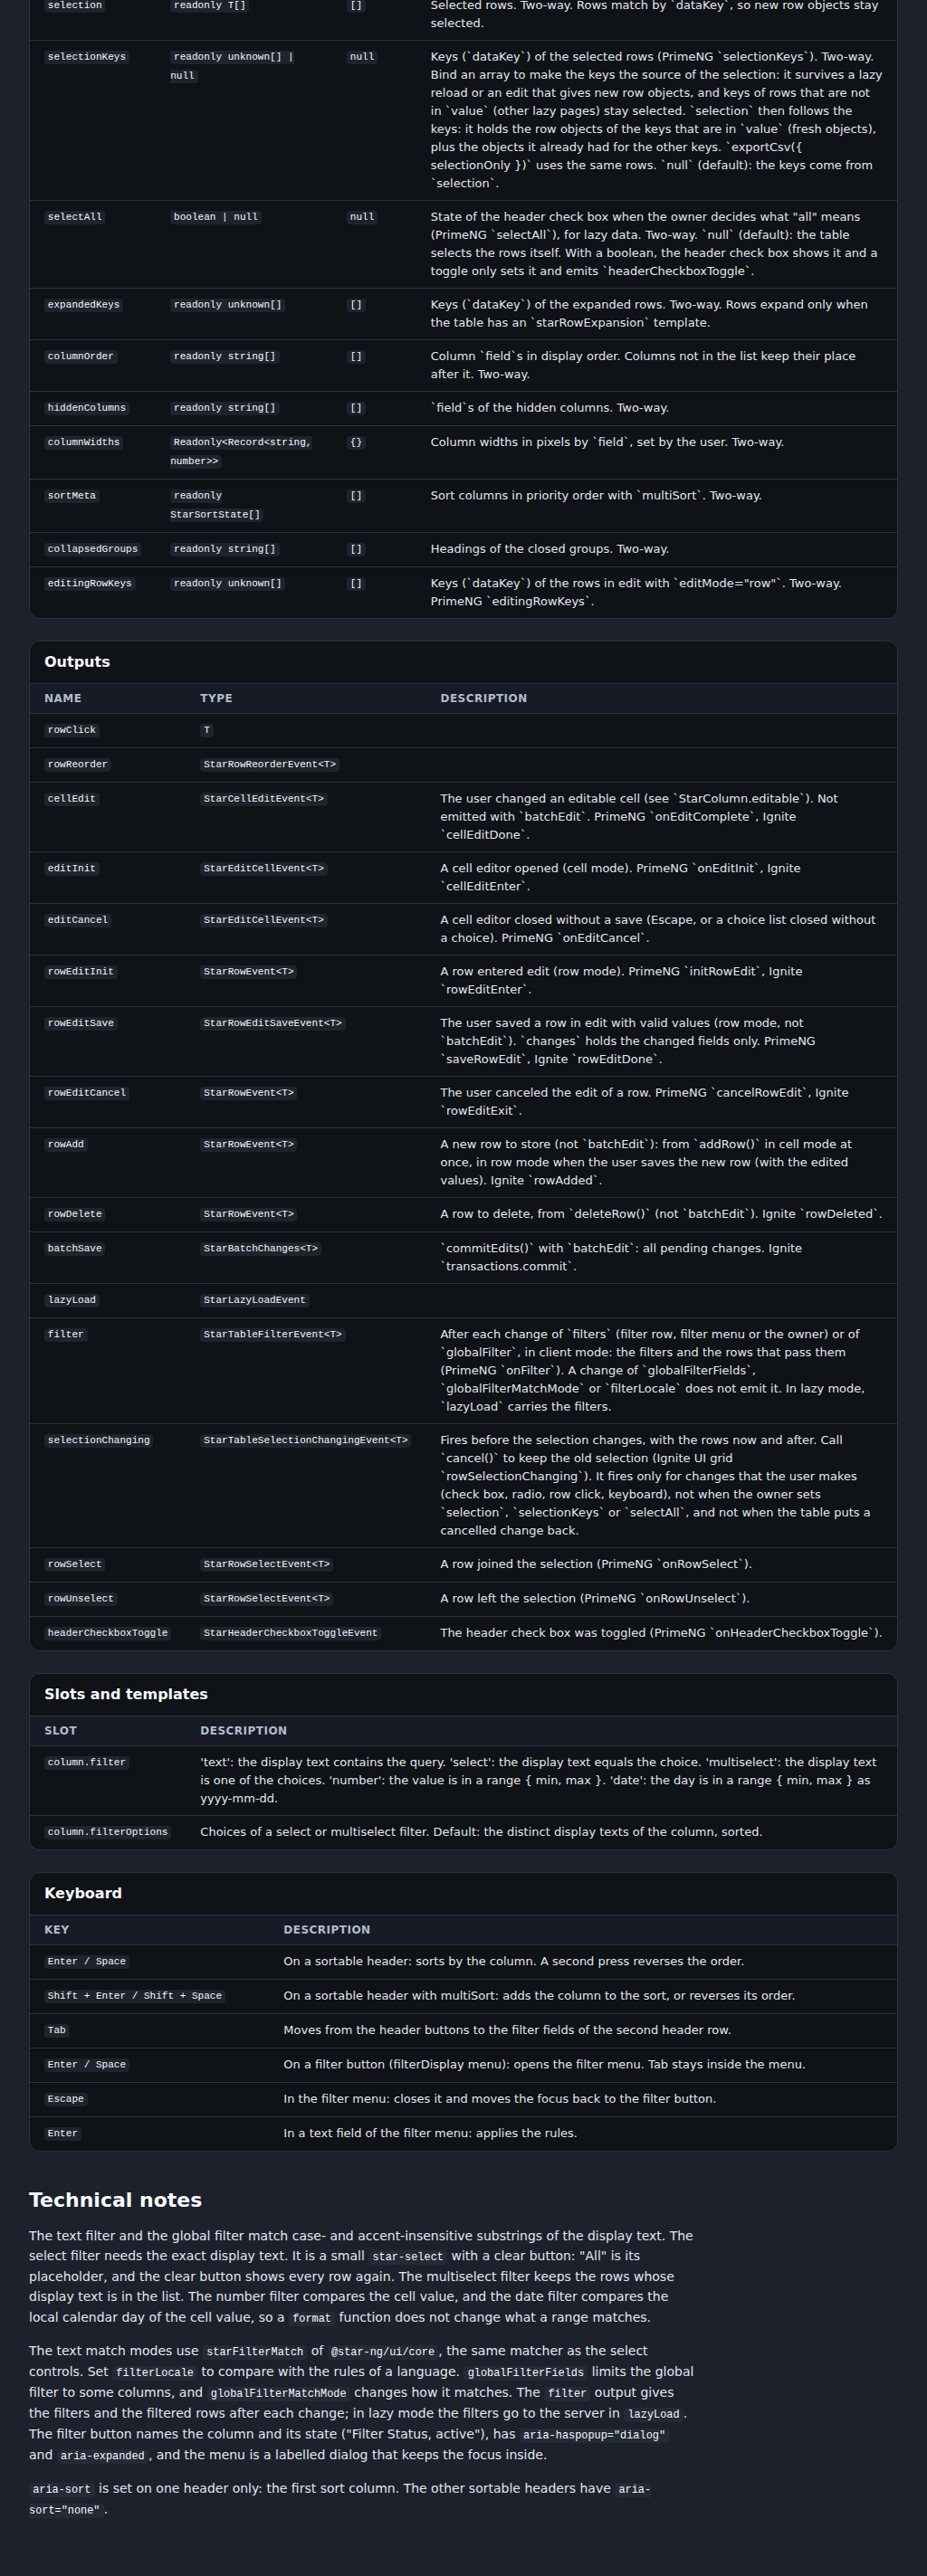 selection readonly T[] [] Selected rows. Two-way. Rows match by `dataKey`, so new row objects stay
selected.
selectionKeys readonly unknown[] | null Keys (`dataKey`) of the selected rows (PrimeNG `selectionKeys`). Two-way.
null Bind an array to make the keys the source of the selection: it survives a lazy
reload or an edit that gives new row objects, and keys of rows that are not
in `value` (other lazy pages) stay selected. `selection` then follows the
keys: it holds the row objects of the keys that are in `value` (fresh objects),
plus the objects it already had for the other keys. `exportCsv({
selectionOnly })` uses the same rows. `null` (default): the keys come from
`selection`.
selectAll boolean | null null State of the header check box when the owner decides what "all" means
(PrimeNG `selectAll`), for lazy data. Two-way. `null` (default): the table
selects the rows itself. With a boolean, the header check box shows it and a
toggle only sets it and emits `headerCheckboxToggle`.
expandedKeys readonly unknown[] [] Keys (`dataKey`) of the expanded rows. Two-way. Rows expand only when
the table has an `starRowExpansion` template.
columnOrder readonly string[] [] Column `field`s in display order. Columns not in the list keep their place
after it. Two-way.
hiddenColumns readonly string[] [] `field`s of the hidden columns. Two-way.
columnWidths Readonly<Record<string, {} Column widths in pixels by `field`, set by the user. Two-way.
number>>
sortMeta readonly [] Sort columns in priority order with `multiSort`. Two-way.
StarSortState[]
collapsedGroups readonly string[] [] Headings of the closed groups. Two-way.
editingRowKeys readonly unknown[] [] Keys (`dataKey`) of the rows in edit with `editMode="row"`. Two-way.
PrimeNG `editingRowKeys`.
Outputs
NAME TYPE DESCRIPTION
rowClick T
rowReorder StarRowReorderEvent<T>
cellEdit StarCellEditEvent<T> The user changed an editable cell (see `StarColumn.editable`). Not
emitted with `batchEdit`. PrimeNG `onEditComplete`, Ignite
`cellEditDone`.
editInit StarEditCellEvent<T> A cell editor opened (cell mode). PrimeNG `onEditInit`, Ignite
`cellEditEnter`.
editCancel StarEditCellEvent<T> A cell editor closed without a save (Escape, or a choice list closed without
a choice). PrimeNG `onEditCancel`.
rowEditInit StarRowEvent<T> A row entered edit (row mode). PrimeNG `initRowEdit`, Ignite
`rowEditEnter`.
rowEditSave StarRowEditSaveEvent<T> The user saved a row in edit with valid values (row mode, not
`batchEdit`). `changes` holds the changed fields only. PrimeNG
`saveRowEdit`, Ignite `rowEditDone`.
rowEditCancel StarRowEvent<T> The user canceled the edit of a row. PrimeNG `cancelRowEdit`, Ignite
`rowEditExit`.
rowAdd StarRowEvent<T> A new row to store (not `batchEdit`): from `addRow()` in cell mode at
once, in row mode when the user saves the new row (with the edited
values). Ignite `rowAdded`.
rowDelete StarRowEvent<T> A row to delete, from `deleteRow()` (not `batchEdit`). Ignite `rowDeleted`.
batchSave StarBatchChanges<T> `commitEdits()` with `batchEdit`: all pending changes. Ignite
`transactions.commit`.
lazyLoad StarLazyLoadEvent
filter StarTableFilterEvent<T> After each change of `filters` (filter row, filter menu or the owner) or of
`globalFilter`, in client mode: the filters and the rows that pass them
(PrimeNG `onFilter`). A change of `globalFilterFields`,
`globalFilterMatchMode` or `filterLocale` does not emit it. In lazy mode,
`lazyLoad` carries the filters.
selectionChanging StarTableSelectionChangingEvent<T> Fires before the selection changes, with the rows now and after. Call
`cancel()` to keep the old selection (Ignite UI grid
`rowSelectionChanging`). It fires only for changes that the user makes
(check box, radio, row click, keyboard), not when the owner sets
`selection`, `selectionKeys` or `selectAll`, and not when the table puts a
cancelled change back.
rowSelect StarRowSelectEvent<T> A row joined the selection (PrimeNG `onRowSelect`).
rowUnselect StarRowSelectEvent<T> A row left the selection (PrimeNG `onRowUnselect`).
headerCheckboxToggle StarHeaderCheckboxToggleEvent The header check box was toggled (PrimeNG `onHeaderCheckboxToggle`).
Slots and templates
SLOT DESCRIPTION
column.filter 'text': the display text contains the query. 'select': the display text equals the choice. 'multiselect': the display text
is one of the choices. 'number': the value is in a range { min, max }. 'date': the day is in a range { min, max } as
yyyy-mm-dd.
column.filterOptions Choices of a select or multiselect filter. Default: the distinct display texts of the column, sorted.
Keyboard
KEY DESCRIPTION
Enter / Space On a sortable header: sorts by the column. A second press reverses the order.
Shift + Enter / Shift + Space On a sortable header with multiSort: adds the column to the sort, or reverses its order.
Tab Moves from the header buttons to the filter fields of the second header row.
Enter / Space On a filter button (filterDisplay menu): opens the filter menu. Tab stays inside the menu.
Escape In the filter menu: closes it and moves the focus back to the filter button.
Enter In a text field of the filter menu: applies the rules.
Technical notes
The text filter and the global filter match case- and accent-insensitive substrings of the display text. The
select filter needs the exact display text. It is a small star-select with a clear button: "All" is its
placeholder, and the clear button shows every row again. The multiselect filter keeps the rows whose
display text is in the list. The number filter compares the cell value, and the date filter compares the
local calendar day of the cell value, so a format function does not change what a range matches.
The text match modes use starFilterMatch of @star-ng/ui/core, the same matcher as the select
controls. Set filterLocale to compare with the rules of a language. globalFilterFields limits the global
filter to some columns, and globalFilterMatchMode changes how it matches. The filter output gives
the filters and the filtered rows after each change; in lazy mode the filters go to the server in lazyLoad.
The filter button names the column and its state ("Filter Status, active"), has aria-haspopup="dialog"
and aria-expanded, and the menu is a labelled dialog that keeps the focus inside.
aria-sort is set on one header only: the first sort column. The other sortable headers have aria-
sort="none".